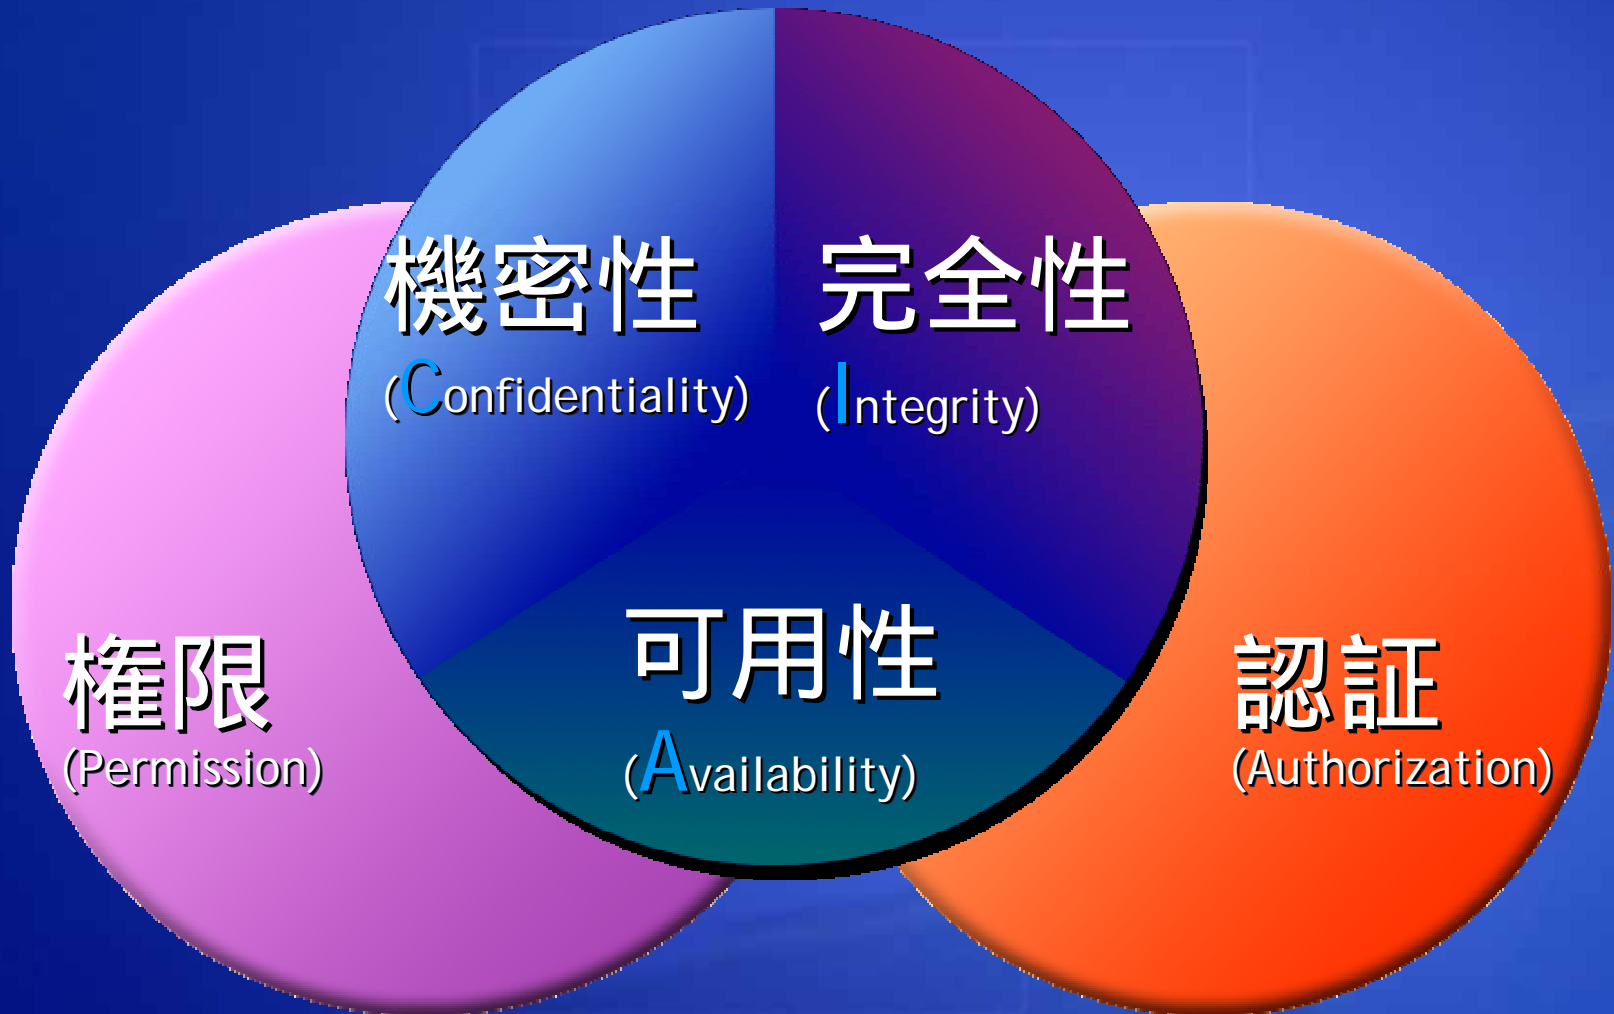 機密性
(Confidentiality)
完全性
(Integrity)
可用性
(Availability)
権限
(Permission)
認証
(Authorization)